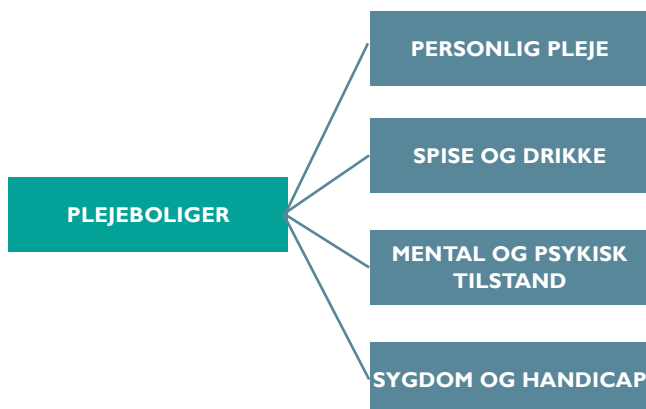 PERSONLIG PLEJE
SPISE OG DRIKKE
PLEJEBOLIGER
MENTAL OG PSYKISK
TILSTAND
SYGDOM OG HANDICAP